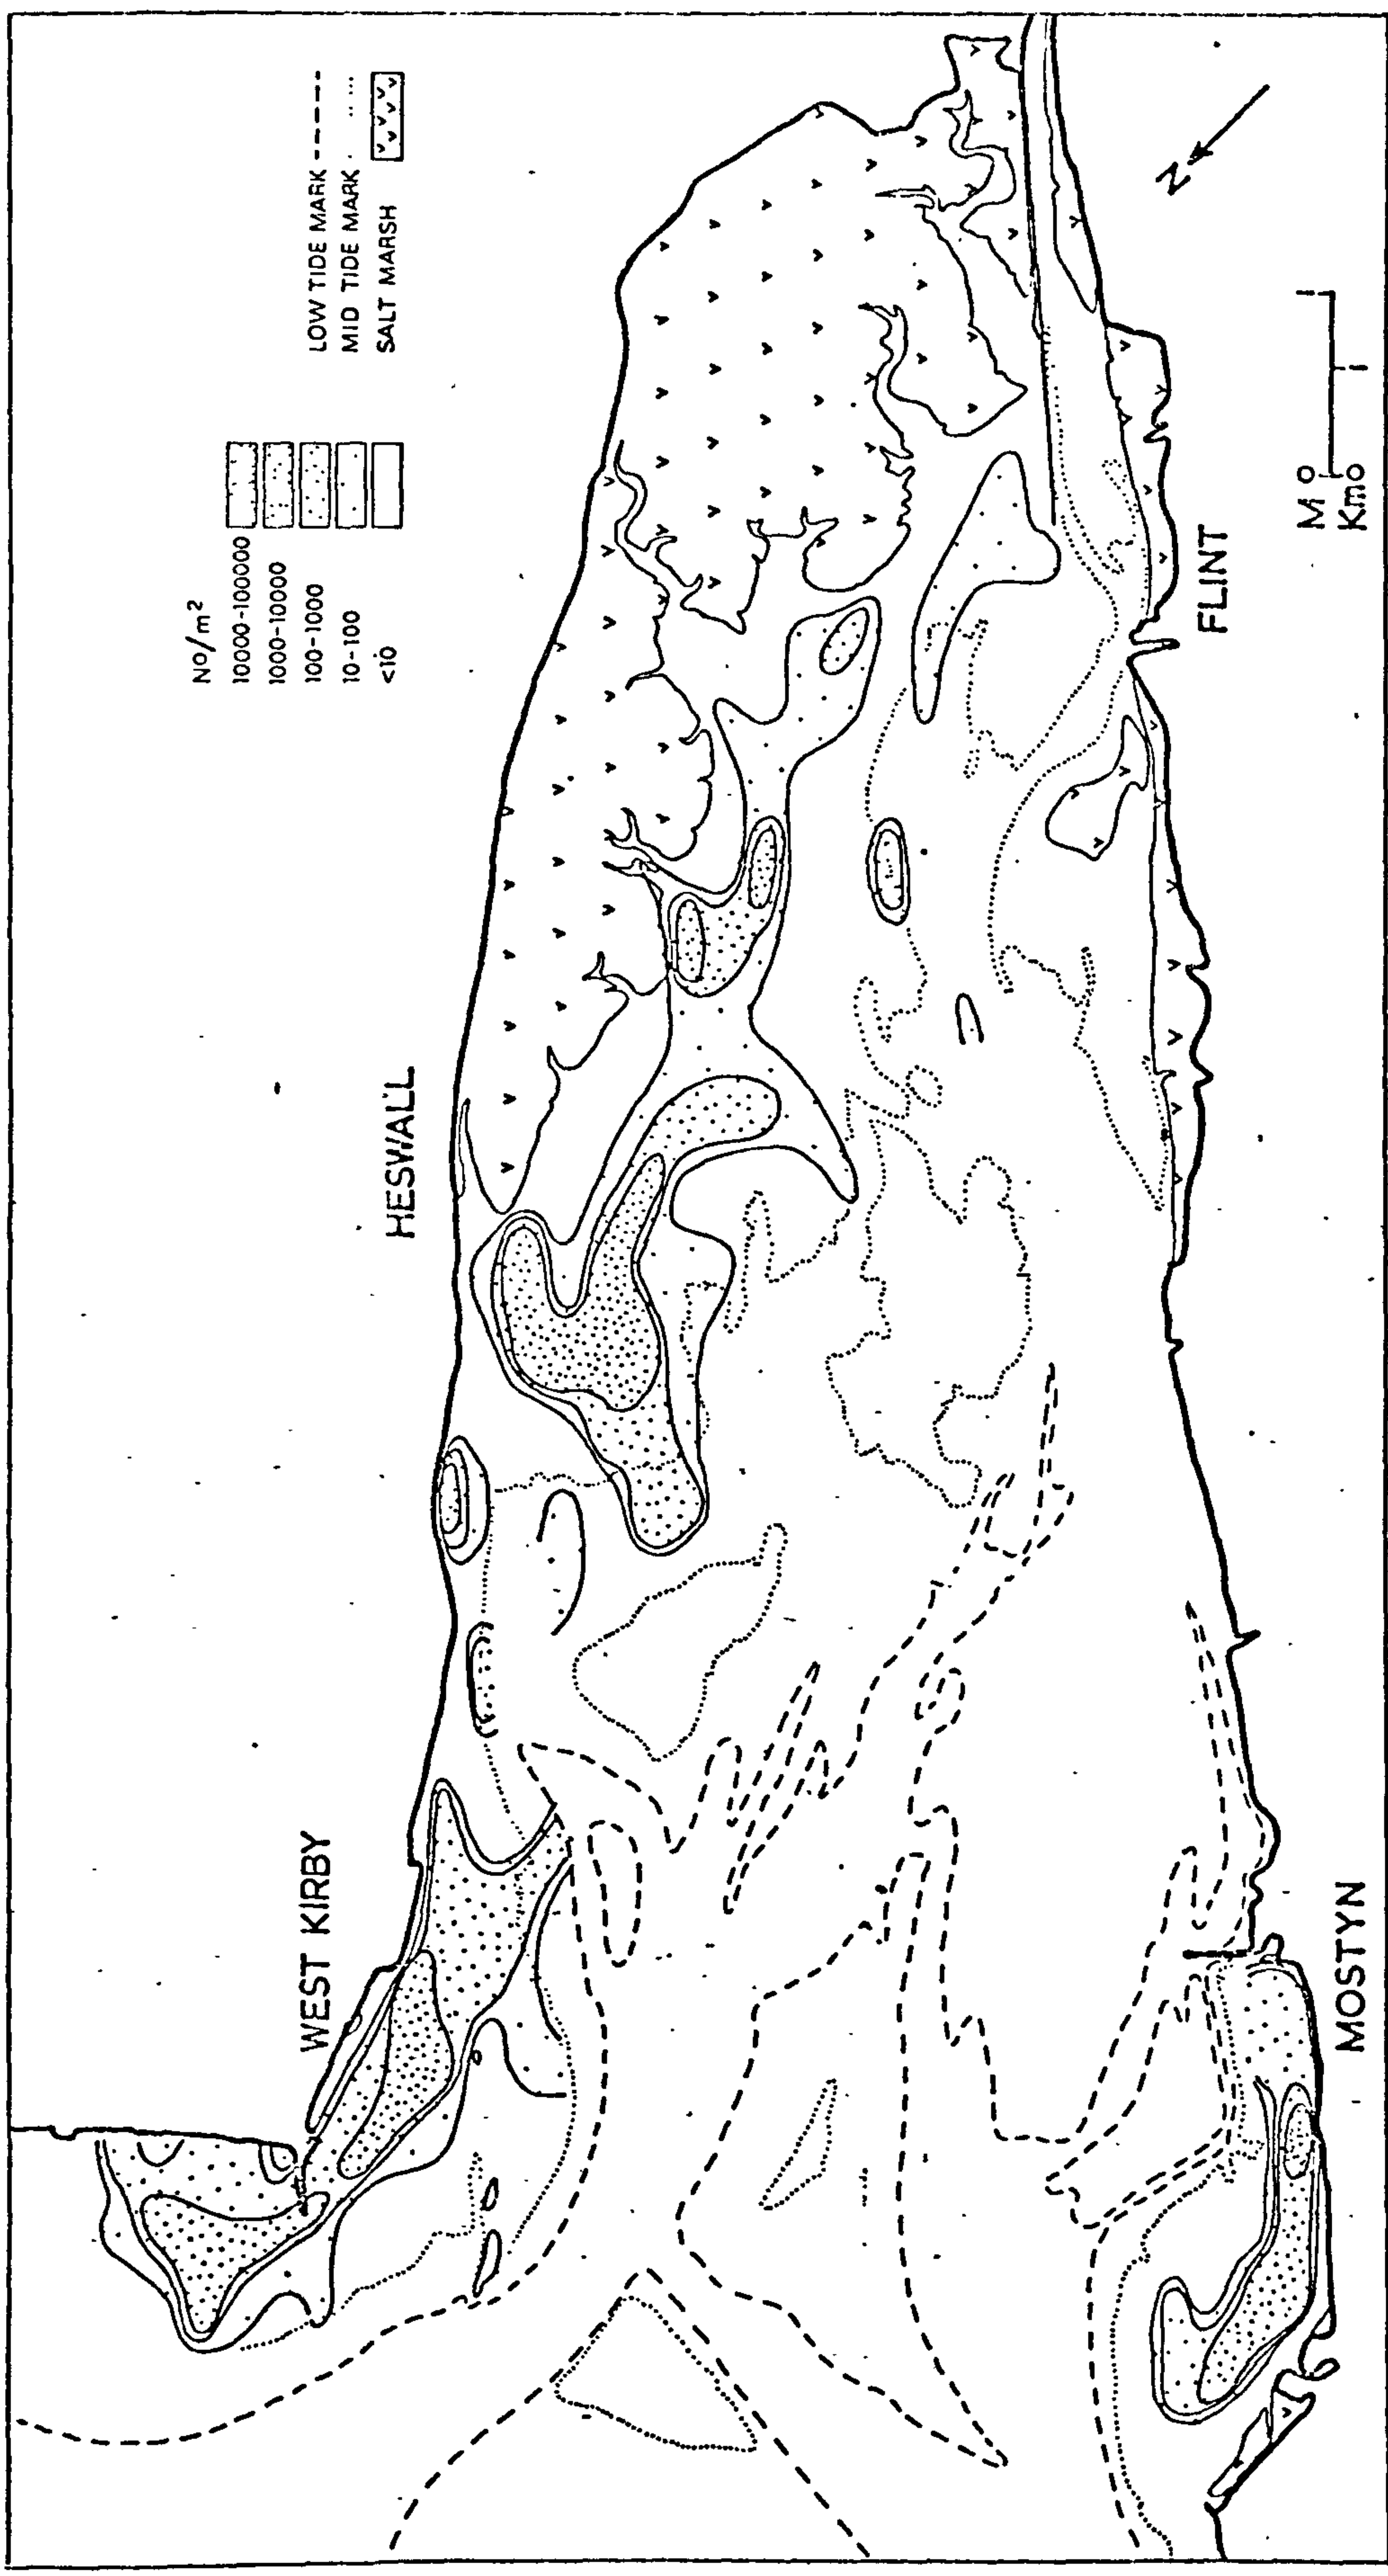 No/m²
10000-100000
1000-10000
100-1000
10-100
<10
LOW TIDE MARK
MID TIDE MARK
SALT MARSH
HESWALL
WEST KIRBY
FLINT
MOSTYN
N
M 0 1
Km 0 1